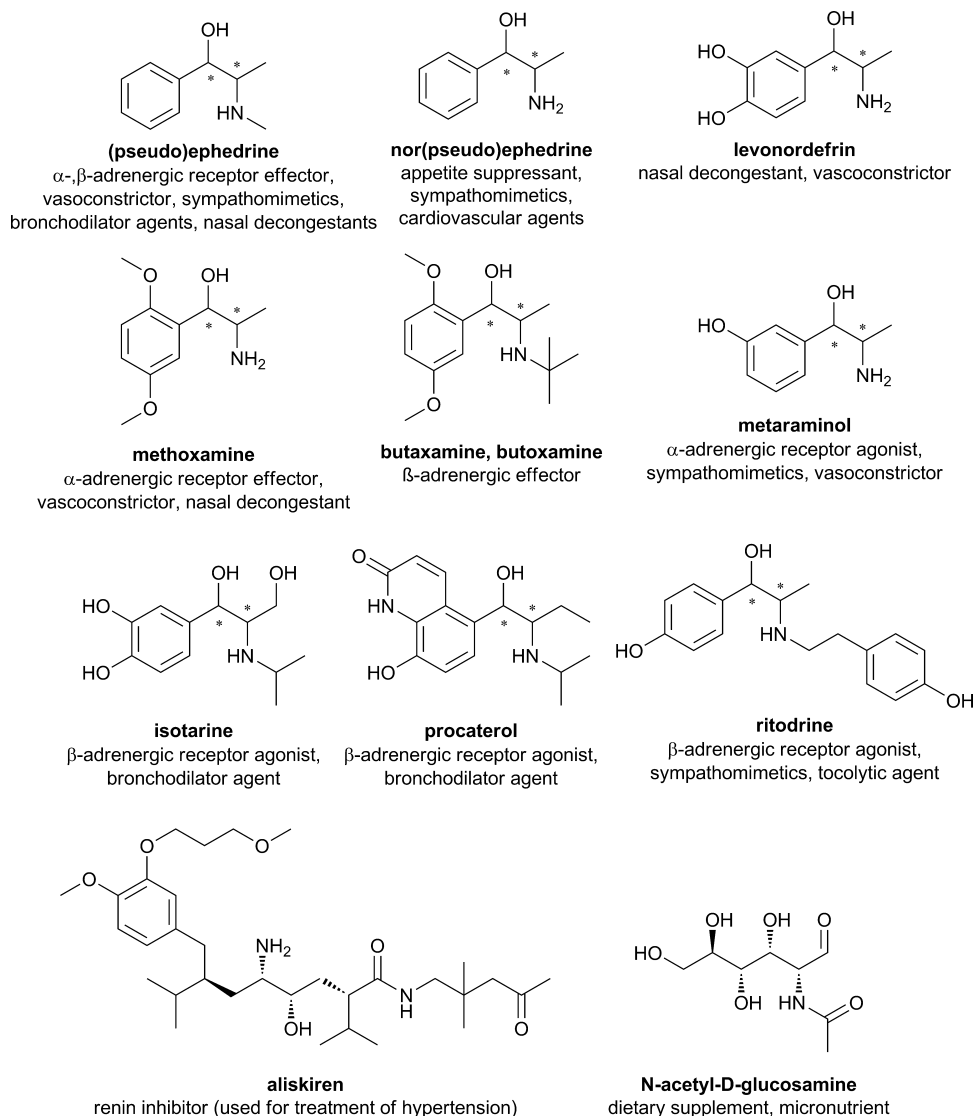 OH
*
*
HN
(pseudo)ephedrine
α-,β-adrenergic receptor effector,
vasoconstrictor, sympathomimetics,
bronchodilator agents, nasal decongestants
OH
*
*
NH2
nor(pseudo)ephedrine
appetite suppressant,
sympathomimetics,
cardiovascular agents
OH
HO
*
*
HO
NH2
levonordefrin
nasal decongestant, vascoconstrictor
O
OH
*
*
NH2
O
methoxamine
α-adrenergic receptor effector,
vascoconstrictor, nasal decongestant
O
OH
*
*
HN
O
butaxamine, butoxamine
ß-adrenergic effector
OH
HO
*
*
NH2
metaraminol
α-adrenergic receptor agonist,
sympathomimetics, vasoconstrictor
OH
OH
HO
*
*
HO
HN
isotarine
β-adrenergic receptor agonist,
bronchodilator agent
O
OH
HN
*
*
HO
HN
procaterol
β-adrenergic receptor agonist,
bronchodilator agent
OH
*
*
HO
HN
OH
ritodrine
β-adrenergic receptor agonist,
sympathomimetics, tocolytic agent
O
O
O
NH2
O
N
H
OH
O
aliskiren
renin inhibitor (used for treatment of hypertension)
OH
OH
O
HO
OH
HN
O
N-acetyl-D-glucosamine
dietary supplement, micronutrient